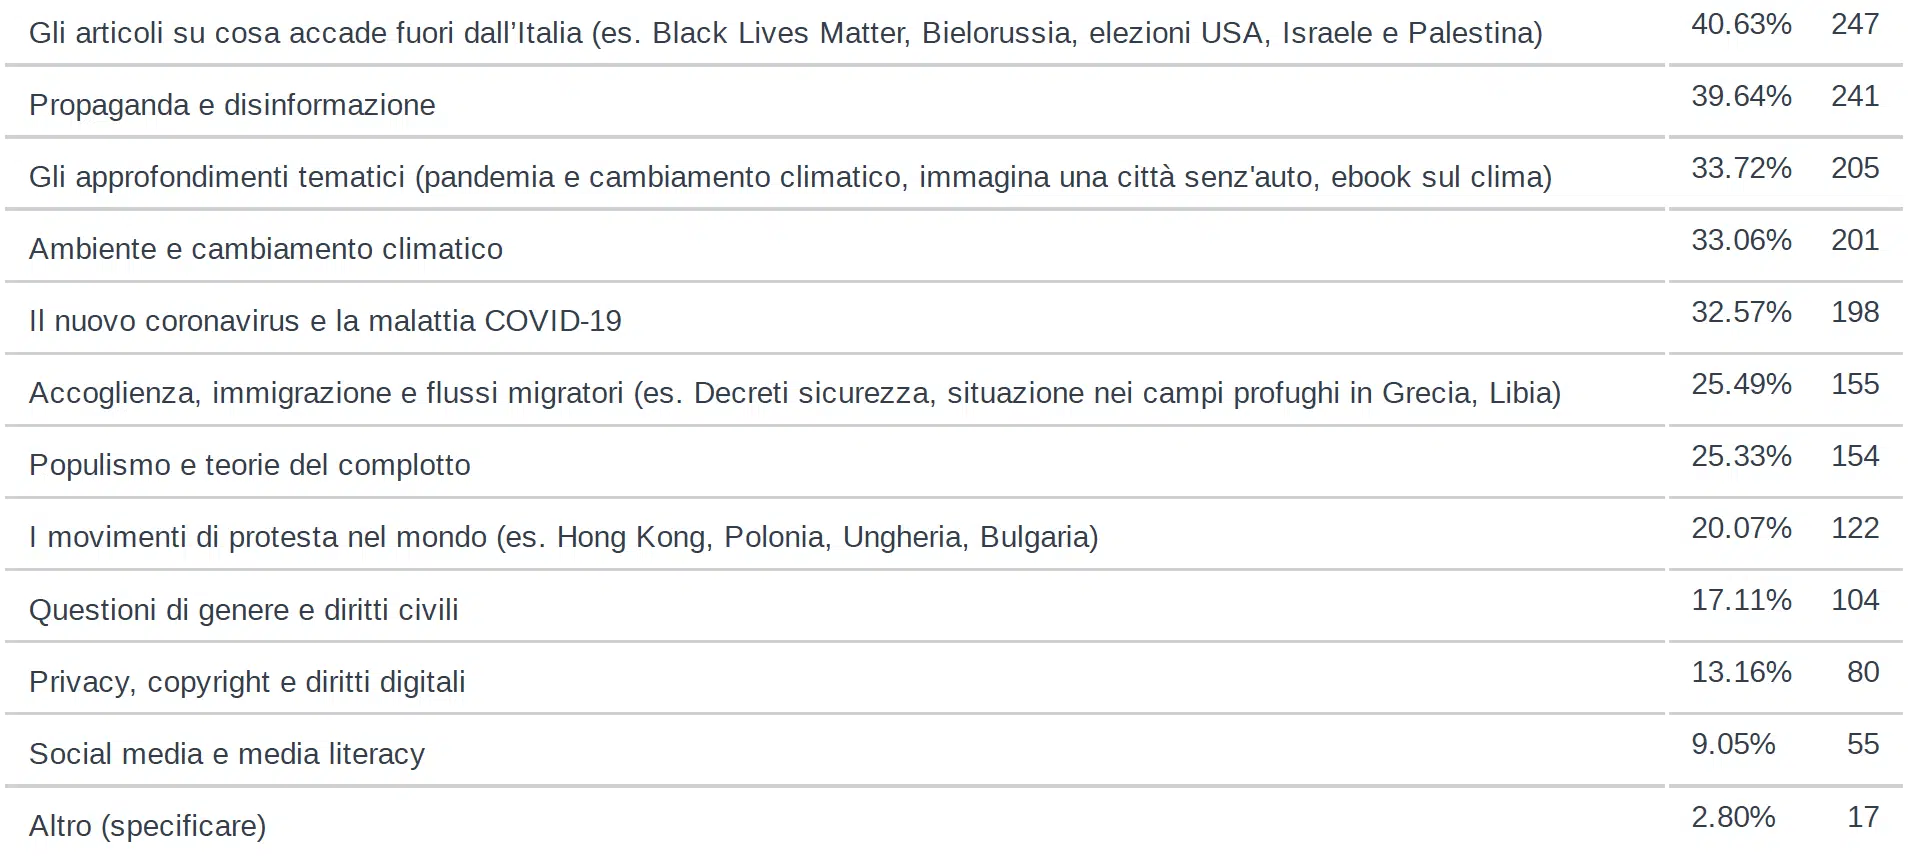 Gli articoli su cosa accade fuori dall’Italia (es. Black Lives Matter, Bielorussia, elezioni USA, Israele e Palestina) 40.63% 247
Propaganda e disinformazione 39.64% 241
Gli approfondimenti tematici (pandemia e cambiamento climatico, immagina una città senz'auto, ebook sul clima) 33.72% 205
Ambiente e cambiamento climatico 33.06% 201
Il nuovo coronavirus e la malattia COVID-19 32.57% 198
Accoglienza, immigrazione e flussi migratori (es. Decreti sicurezza, situazione nei campi profughi in Grecia, Libia) 25.49% 155
Populismo e teorie del complotto 25.33% 154
I movimenti di protesta nel mondo (es. Hong Kong, Polonia, Ungheria, Bulgaria) 20.07% 122
Questioni di genere e diritti civili 17.11% 104
Privacy, copyright e diritti digitali 13.16% 80
Social media e media literacy 9.05% 55
Altro (specificare) 2.80% 17